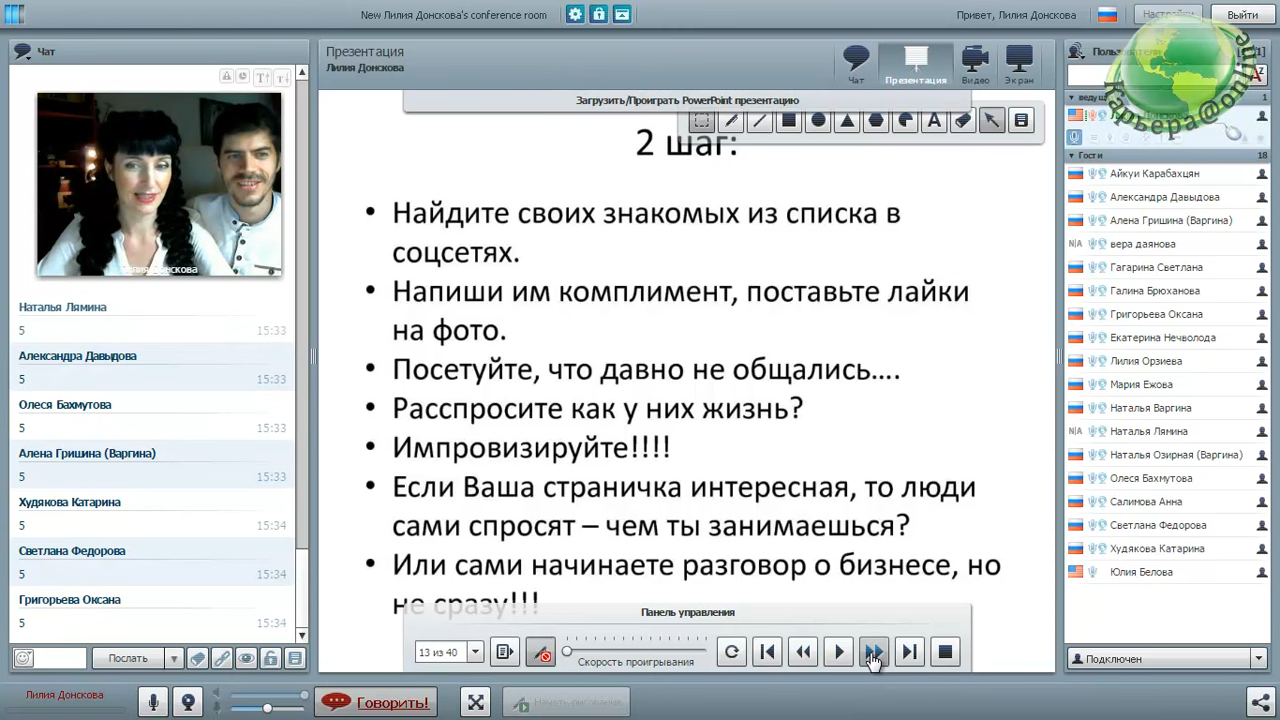 New Лилия Донскова's conference room
Привет, Лилия Донскова
Настройки
Выйти
Чат
Лилия Донскова
Наталья Лямина
5 15:33
Александра Давыдова
5 15:33
Олеся Бахмутова
5 15:33
Алена Гришина (Варгина)
5 15:33
Худякова Катарина
5 15:34
Светлана Федорова
5 15:34
Григорьева Оксана
5 15:34
Послать
Презентация
Лилия Донскова
Чат
Презентация
Видео
Экран
Загрузить/Проиграть PowerPoint презентацию
2 шаг:
• Найдите своих знакомых из списка в
соцсетях.
• Напиши им комплимент, поставьте лайки
на фото.
• Посетуйте, что давно не общались….
• Расспросите как у них жизнь?
• Импровизируйте!!!!
• Если Ваша страничка интересная, то люди
сами спросят – чем ты занимаешься?
• Или сами начинаете разговор о бизнесе, но
не сразу!!!
Панель управления
13 из 40
Скорость проигрывания
Карьера@online
Гости 18
Айкуи Карабахцян
Александра Давыдова
Алена Гришина (Варгина)
N/A вера даянова
Гагарина Светлана
Галина Брюханова
Григорьева Оксана
Екатерина Нечволода
Лилия Орзиева
Мария Ежова
Наталья Варгина
N/A Наталья Лямина
Наталья Озирная (Варгина)
Олеся Бахмутова
Салимова Анна
Светлана Федорова
Худякова Катарина
Юлия Белова
Подключен
Лилия Донскова
Говорить!